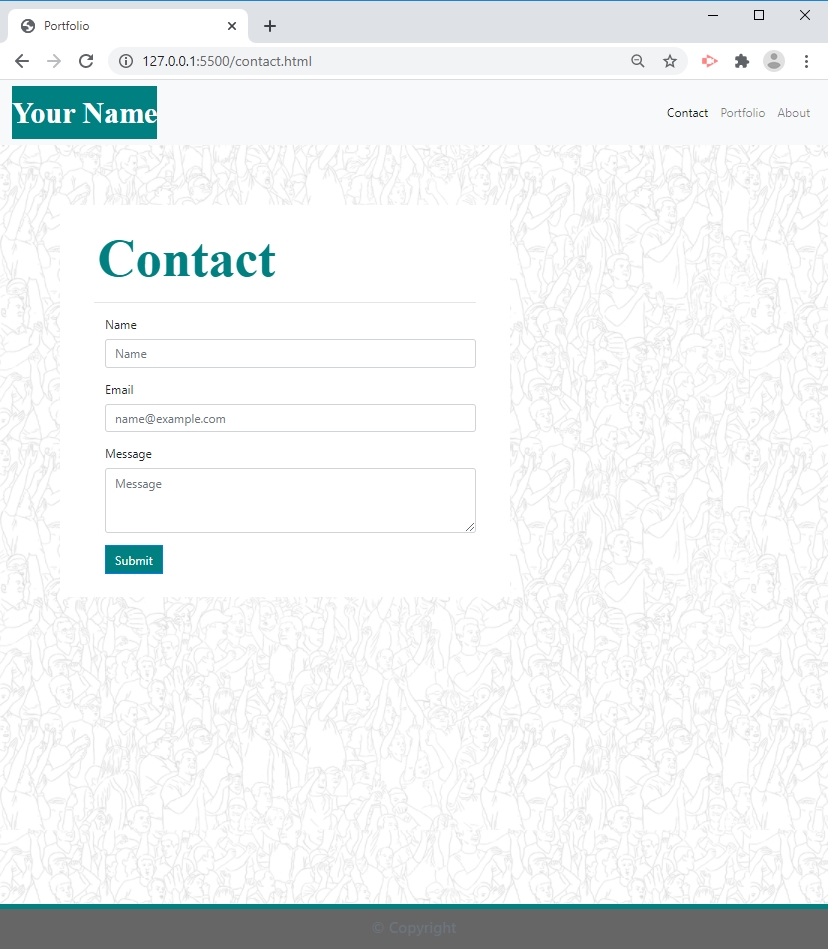 Portfolio
127.0.0.1:5500/contact.html
Your Name
Contact Portfolio About
Contact
Name
Name
Email
name@example.com
Message
Message
Submit
© Copyright